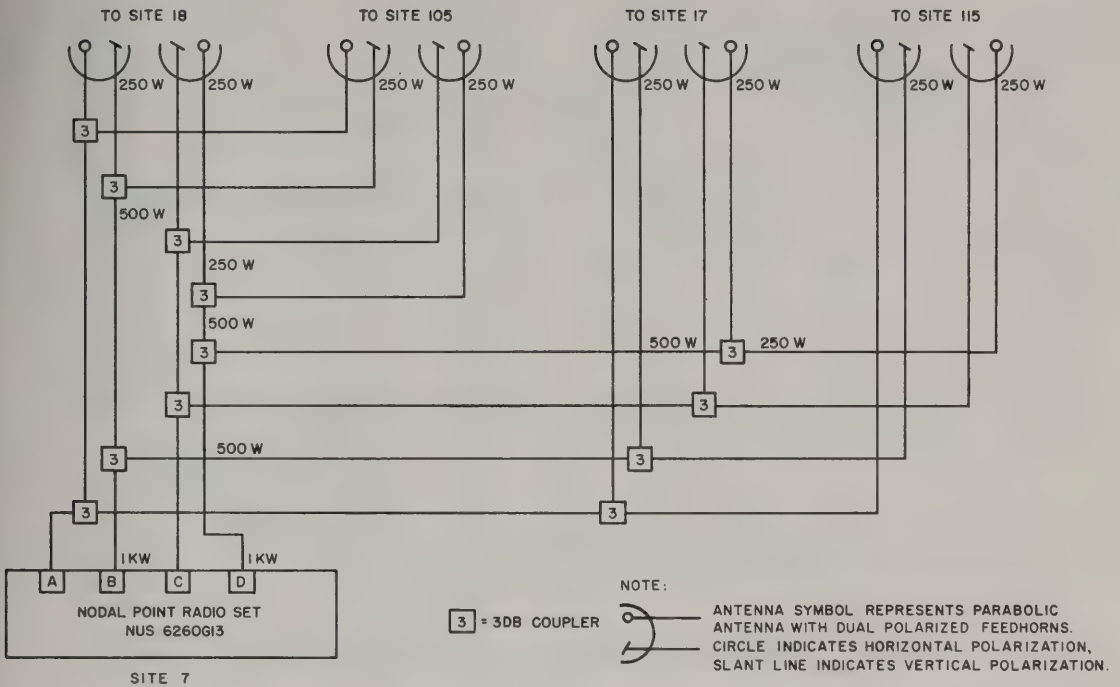 TO SITE 18
TO SITE 105
TO SITE 17
TO SITE 115
250 W
250 W
250 W
250 W
250 W
250 W
250 W
250 W
3
3
500 W
3
250 W
3
500 W
3
500 W
3
250 W
3
3
3
500 W
3
3
3
1 KW
1 KW
A
B
C
D
NODAL POINT RADIO SET
NUS 6260G13
SITE 7
3 = 3DB COUPLER
NOTE:
ANTENNA SYMBOL REPRESENTS PARABOLIC
ANTENNA WITH DUAL POLARIZED FEEDHORNS.
CIRCLE INDICATES HORIZONTAL POLARIZATION,
SLANT LINE INDICATES VERTICAL POLARIZATION.